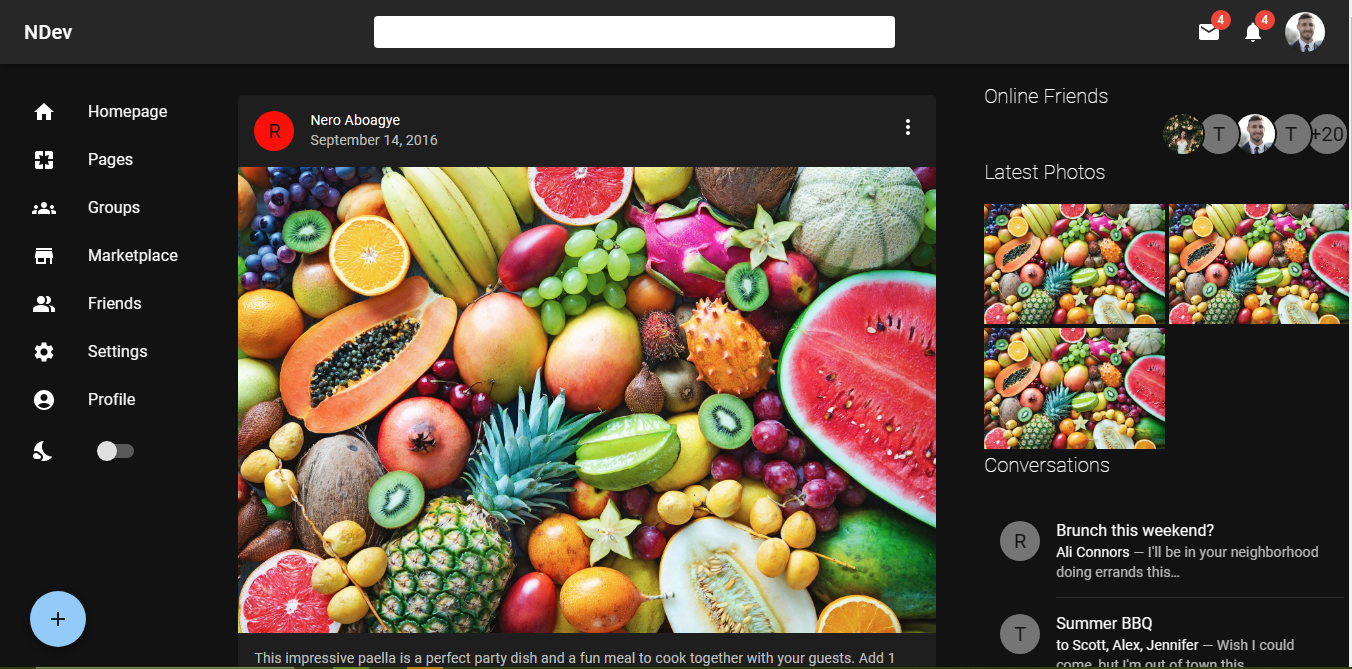 NDev
4
4
Homepage
Pages
Groups
Marketplace
Friends
Settings
Profile
+
R
Nero Aboagye
September 14, 2016
This impressive paella is a perfect party dish and a fun meal to cook together with your guests. Add 1
Online Friends
T
T
+20
Latest Photos
Conversations
R
Brunch this weekend?
Ali Connors — I'll be in your neighborhood
doing errands this…
T
Summer BBQ
to Scott, Alex, Jennifer — Wish I could
come, but I'm out of town this